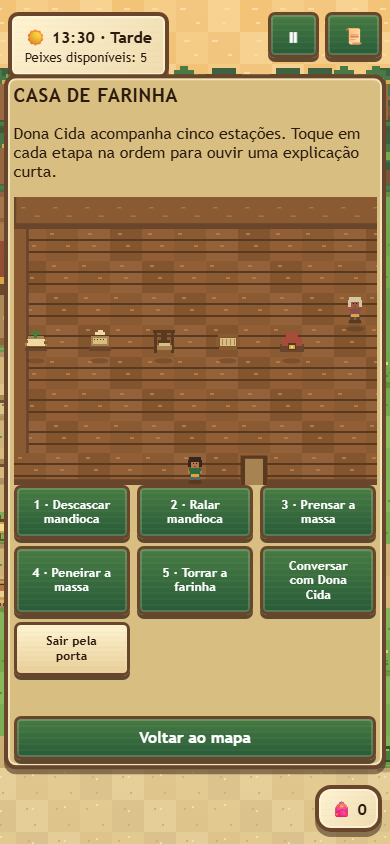 13:30 · Tarde
Peixes disponíveis: 5
CASA DE FARINHA
Dona Cida acompanha cinco estações. Toque em
cada etapa na ordem para ouvir uma explicação
curta.
1 · Descascar
mandioca
2 · Ralar
mandioca
3 · Prensar a
massa
4 · Peneirar a
massa
5 · Torrar a
farinha
Conversar
com Dona
Cida
Sair pela
porta
Voltar ao mapa
0